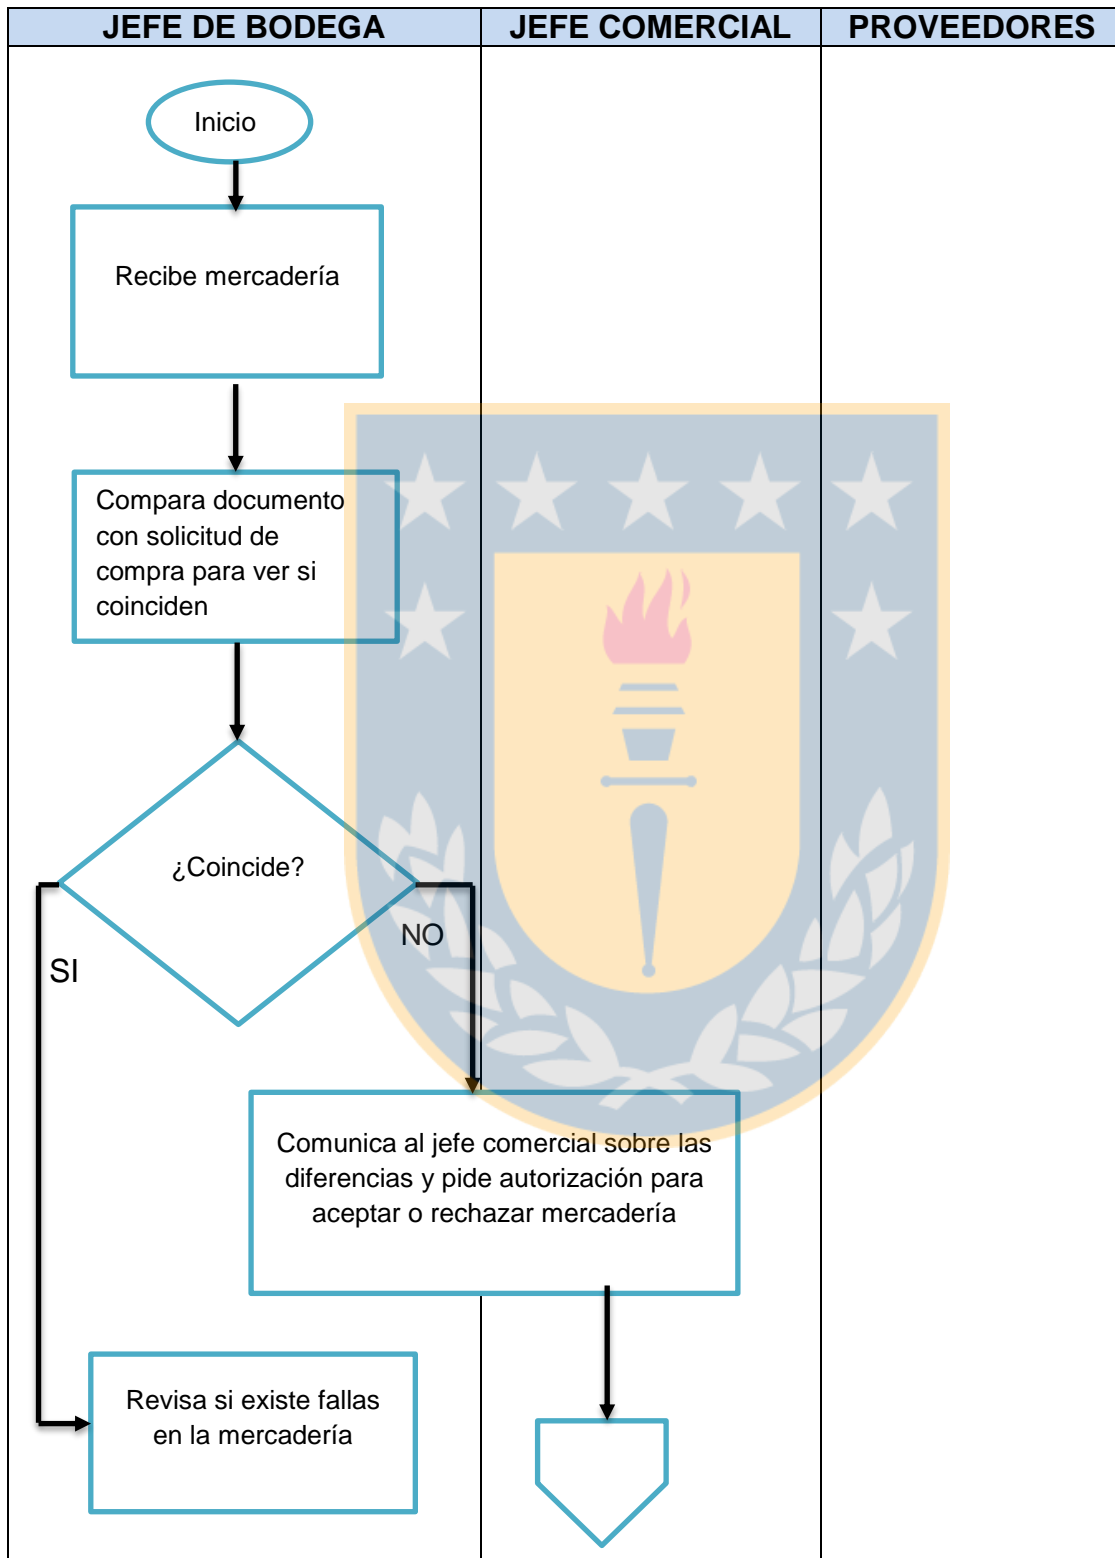 JEFE DE BODEGA
JEFE COMERCIAL
PROVEEDORES
Inicio
Recibe mercadería
Compara documento
con solicitud de
compra para ver si
coinciden
¿Coincide?
NO
SI
Comunica al jefe comercial sobre las
diferencias y pide autorización para
aceptar o rechazar mercadería
Revisa si existe fallas
en la mercadería